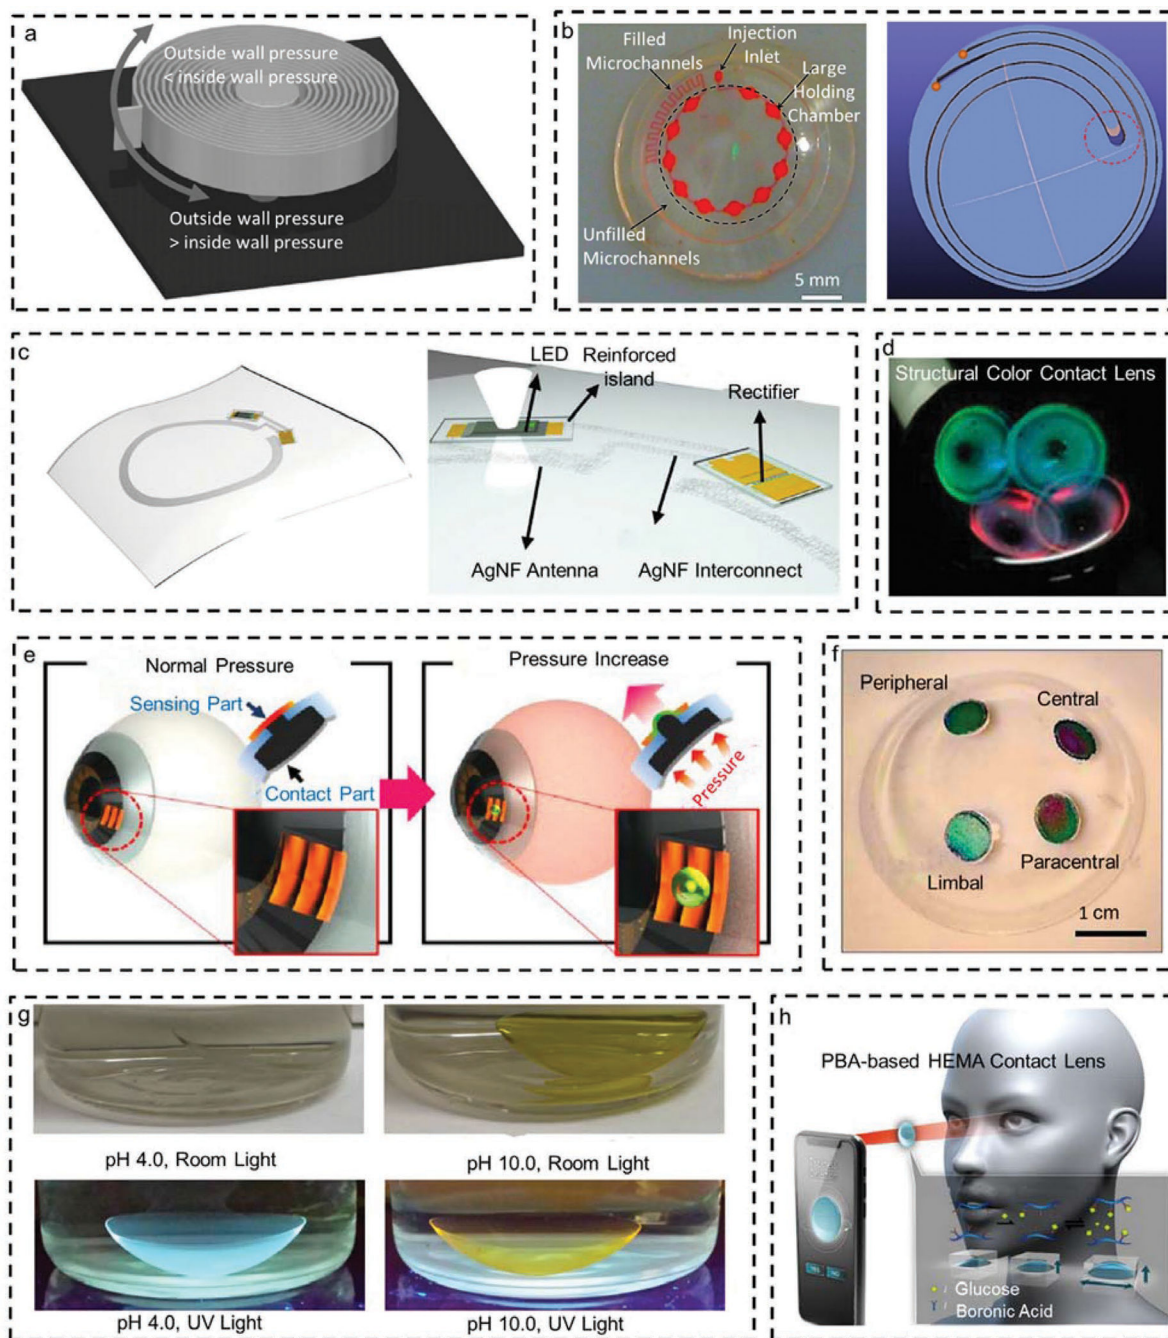 a
Outside wall pressure
< inside wall pressure
Outside wall pressure
> inside wall pressure
b
Filled
Microchannels
Injection
Inlet
Large
Holding
Chamber
Unfilled
Microchannels
5 mm
c
LED
Reinforced
island
Rectifier
AgNF Antenna
AgNF Interconnect
d
Structural Color Contact Lens
e
Normal Pressure
Sensing Part
Contact Part
Pressure Increase
Pressure
f
Peripheral
Central
Limbal
Paracentral
1 cm
g
pH 4.0, Room Light
pH 10.0, Room Light
pH 4.0, UV Light
pH 10.0, UV Light
h
PBA-based HEMA Contact Lens
Glucose
Boronic Acid